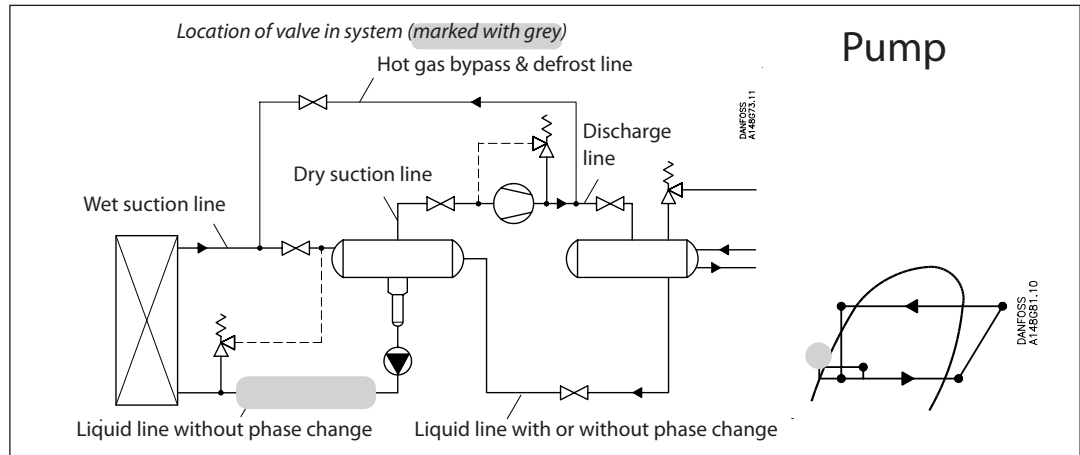 Location of valve in system (marked with grey)
Pump
Hot gas bypass & defrost line
DANFOSS
A148G73.11
Discharge
line
Dry suction line
Wet suction line
DANFOSS
A148G81.10
Liquid line without phase change
Liquid line with or without phase change